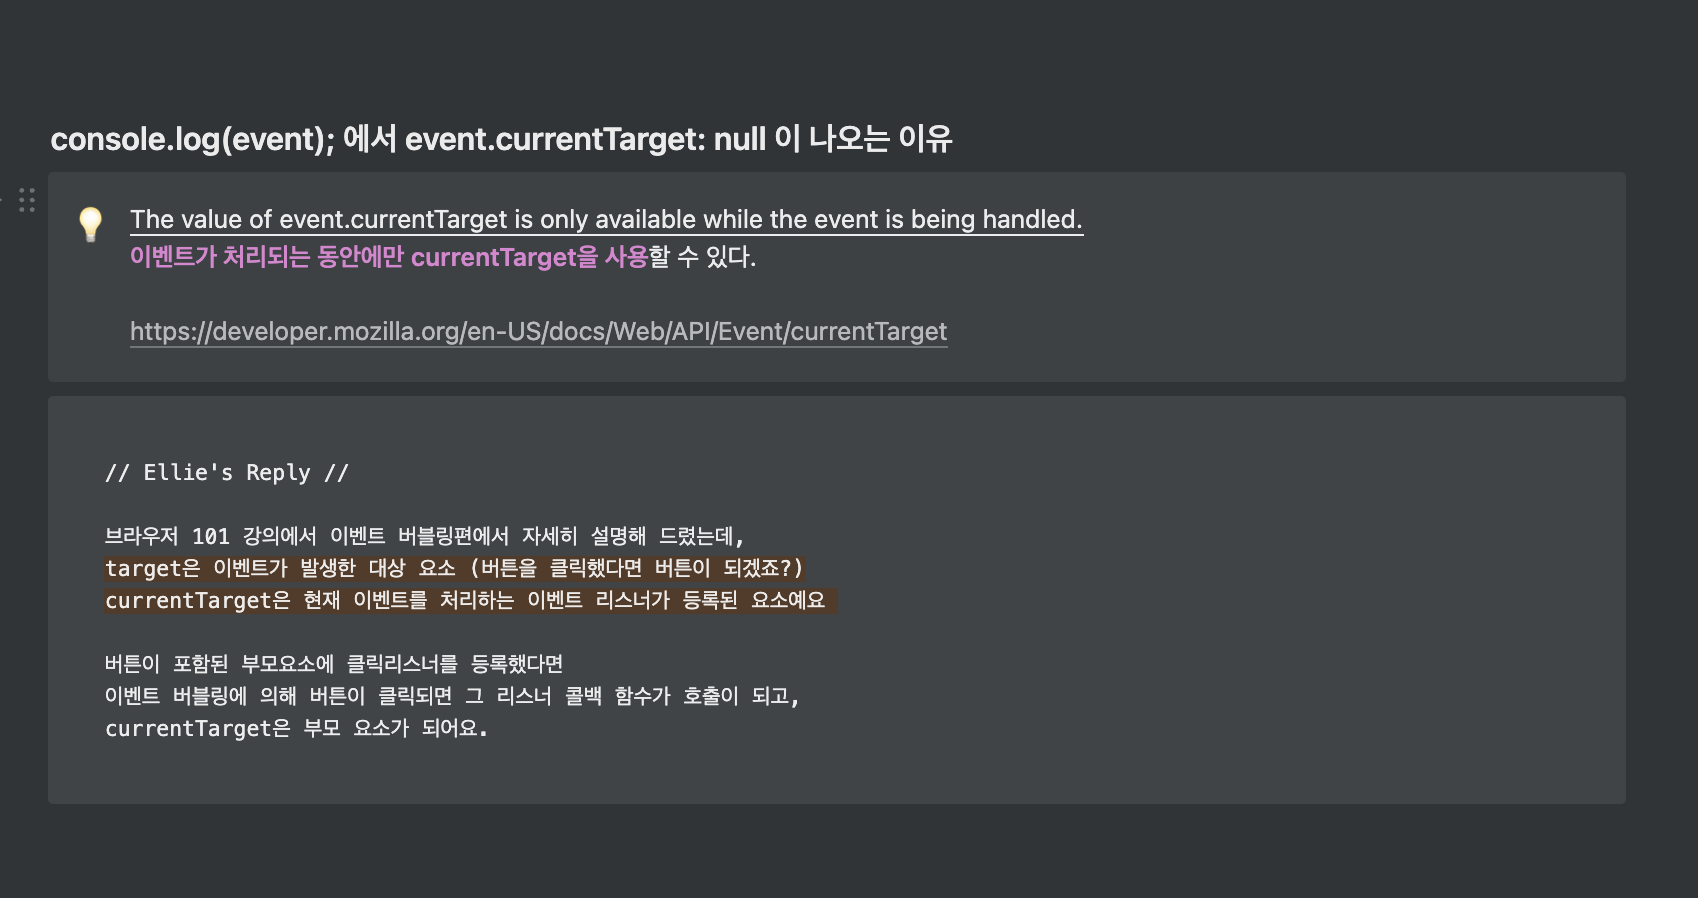 console.log(event); 에서 event.currentTarget: null 이 나오는 이유
The value of event.currentTarget is only available while the event is being handled.
이벤트가 처리되는 동안에만 currentTarget을 사용할 수 있다.
https://developer.mozilla.org/en-US/docs/Web/API/Event/currentTarget
// Ellie's Reply //
브라우저 101 강의에서 이벤트 버블링편에서 자세히 설명해 드렸는데,
target은 이벤트가 발생한 대상 요소 (버튼을 클릭했다면 버튼이 되겠죠?)
currentTarget은 현재 이벤트를 처리하는 이벤트 리스너가 등록된 요소예요
버튼이 포함된 부모요소에 클릭리스너를 등록했다면
이벤트 버블링에 의해 버튼이 클릭되면 그 리스너 콜백 함수가 호출이 되고,
currentTarget은 부모 요소가 되어요.